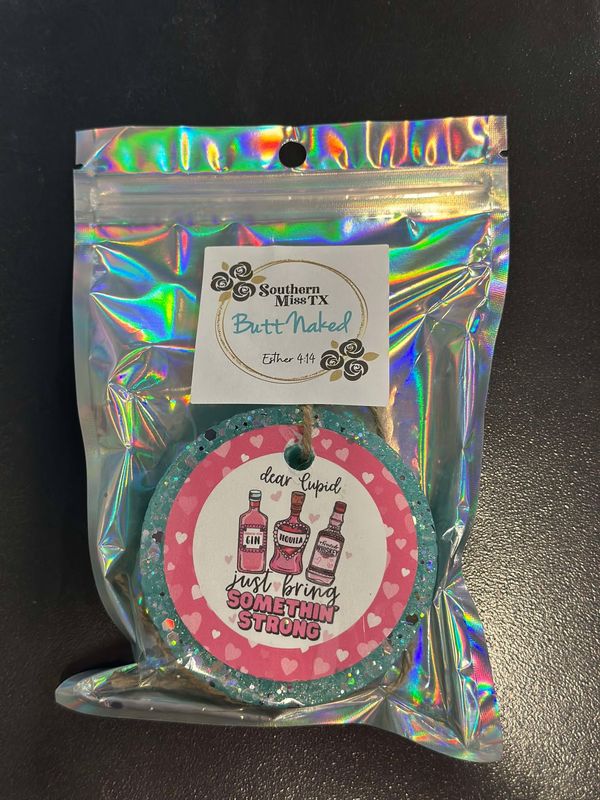 Southern
Miss TX
Butt Naked
Esther 4:14
dear Cupid
GIN
TEQUILA
just bring
SOMETHIN'
STRONG